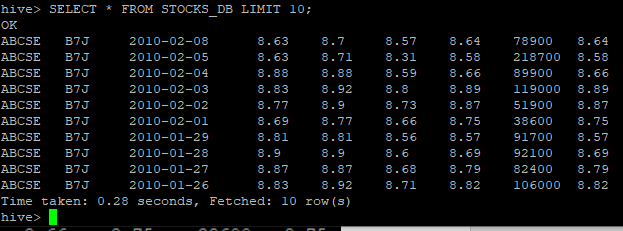 hive> SELECT * FROM STOCKS_DB LIMIT 10;
OK
ABCSE B7J 2010-02-08 8.63 8.7 8.57 8.64 78900 8.64
ABCSE B7J 2010-02-05 8.63 8.71 8.31 8.58 218700 8.58
ABCSE B7J 2010-02-04 8.88 8.88 8.59 8.66 89900 8.66
ABCSE B7J 2010-02-03 8.83 8.92 8.8 8.89 119000 8.89
ABCSE B7J 2010-02-02 8.77 8.9 8.73 8.87 51900 8.87
ABCSE B7J 2010-02-01 8.69 8.77 8.66 8.75 38600 8.75
ABCSE B7J 2010-01-29 8.81 8.81 8.56 8.57 91700 8.57
ABCSE B7J 2010-01-28 8.9 8.9 8.6 8.69 92100 8.69
ABCSE B7J 2010-01-27 8.87 8.87 8.68 8.79 82400 8.79
ABCSE B7J 2010-01-26 8.83 8.92 8.71 8.82 106000 8.82
Time taken: 0.28 seconds, Fetched: 10 row(s)
hive>